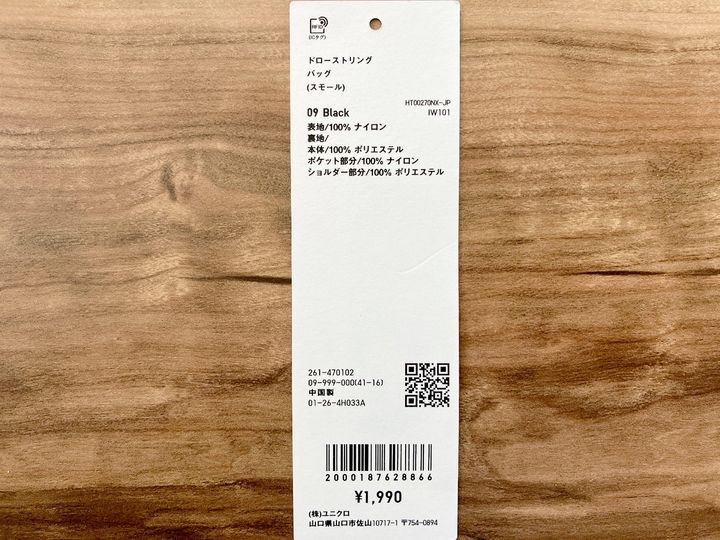 RFID
(ICタグ)
ドローストリング
バッグ
(スモール)
HT00270NX-JP
09 Black IW101
表地/100% ナイロン
裏地/
本体/100% ポリエステル
ポケット部分/100% ナイロン
ショルダー部分/100% ポリエステル
261-470102
09-999-000(41-16)
中国製
01-26-4H033A
2000187628866
¥1,990
(株)ユニクロ
山口県山口市佐山10717-1 〒754-0894